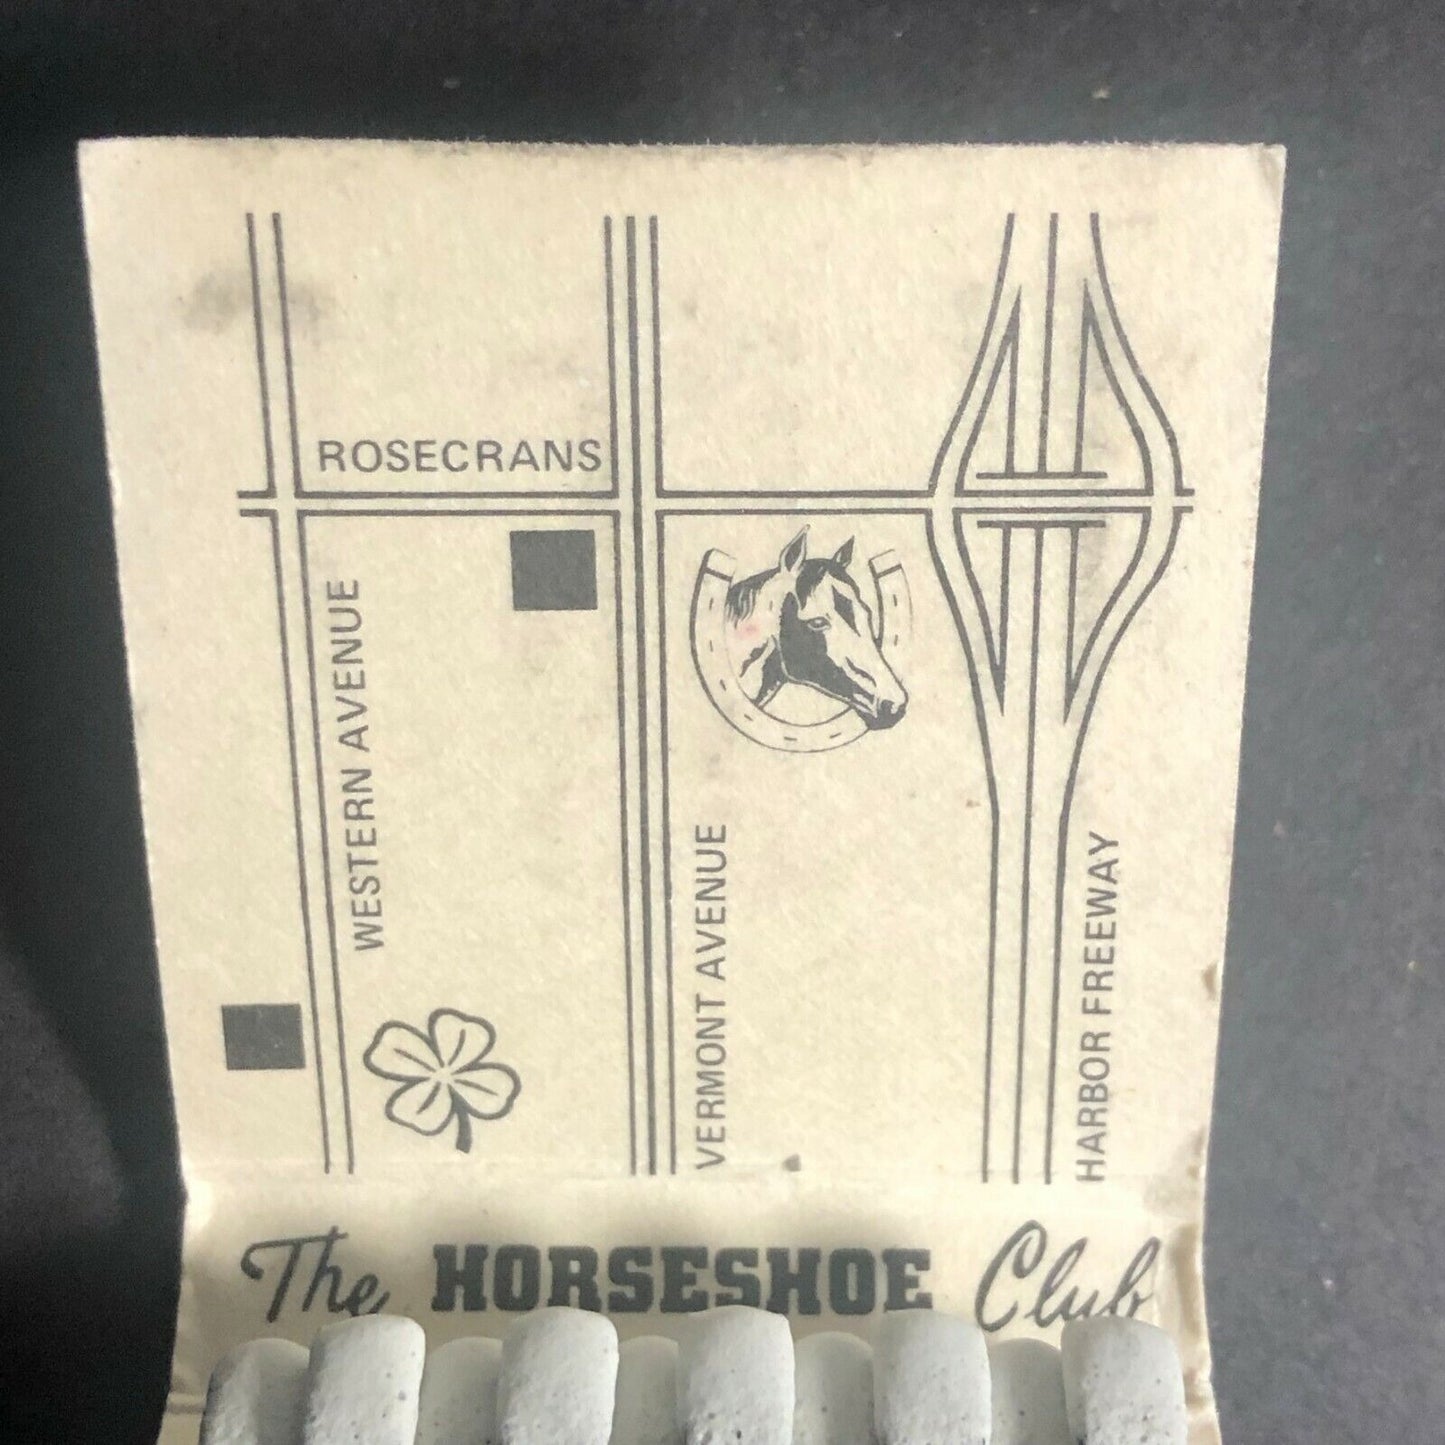 ROSECRANS
WESTERN AVENUE
VERMONT AVENUE
HARBOR FREEWAY
The HORSESHOE Club